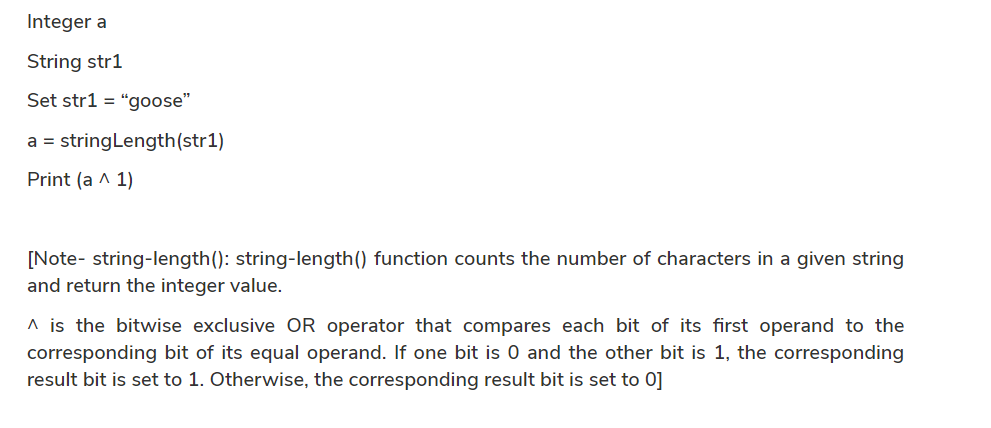 Integer a
String str1
Set str1 = “goose”
a = stringLength(str1)
Print (a ^ 1)
[Note- string-length(): string-length() function counts the number of characters in a given string
and return the integer value.
^ is the bitwise exclusive OR operator that compares each bit of its first operand to the
corresponding bit of its equal operand. If one bit is 0 and the other bit is 1, the corresponding
result bit is set to 1. Otherwise, the corresponding result bit is set to 0]